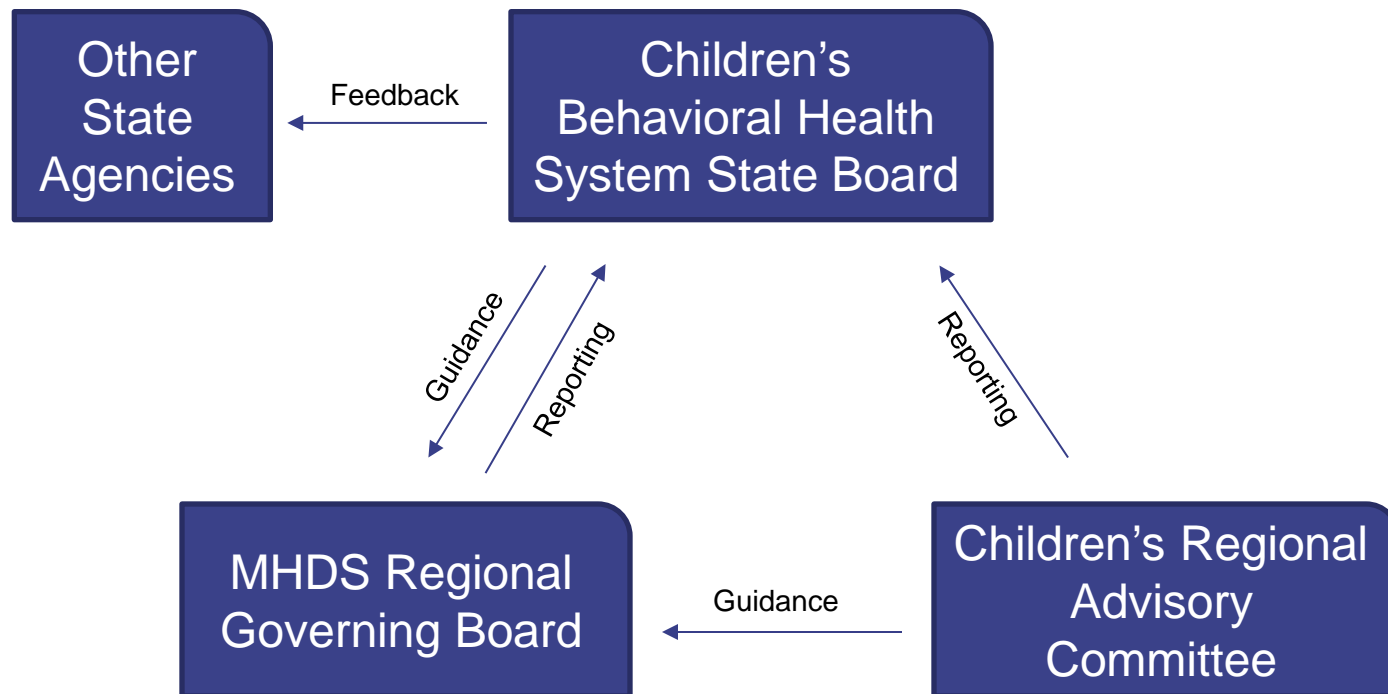 Other
State
Agencies
Feedback
Children’s
Behavioral Health
System State Board
Guidance
Reporting
Reporting
MHDS Regional
Governing Board
Guidance
Children’s Regional
Advisory
Committee